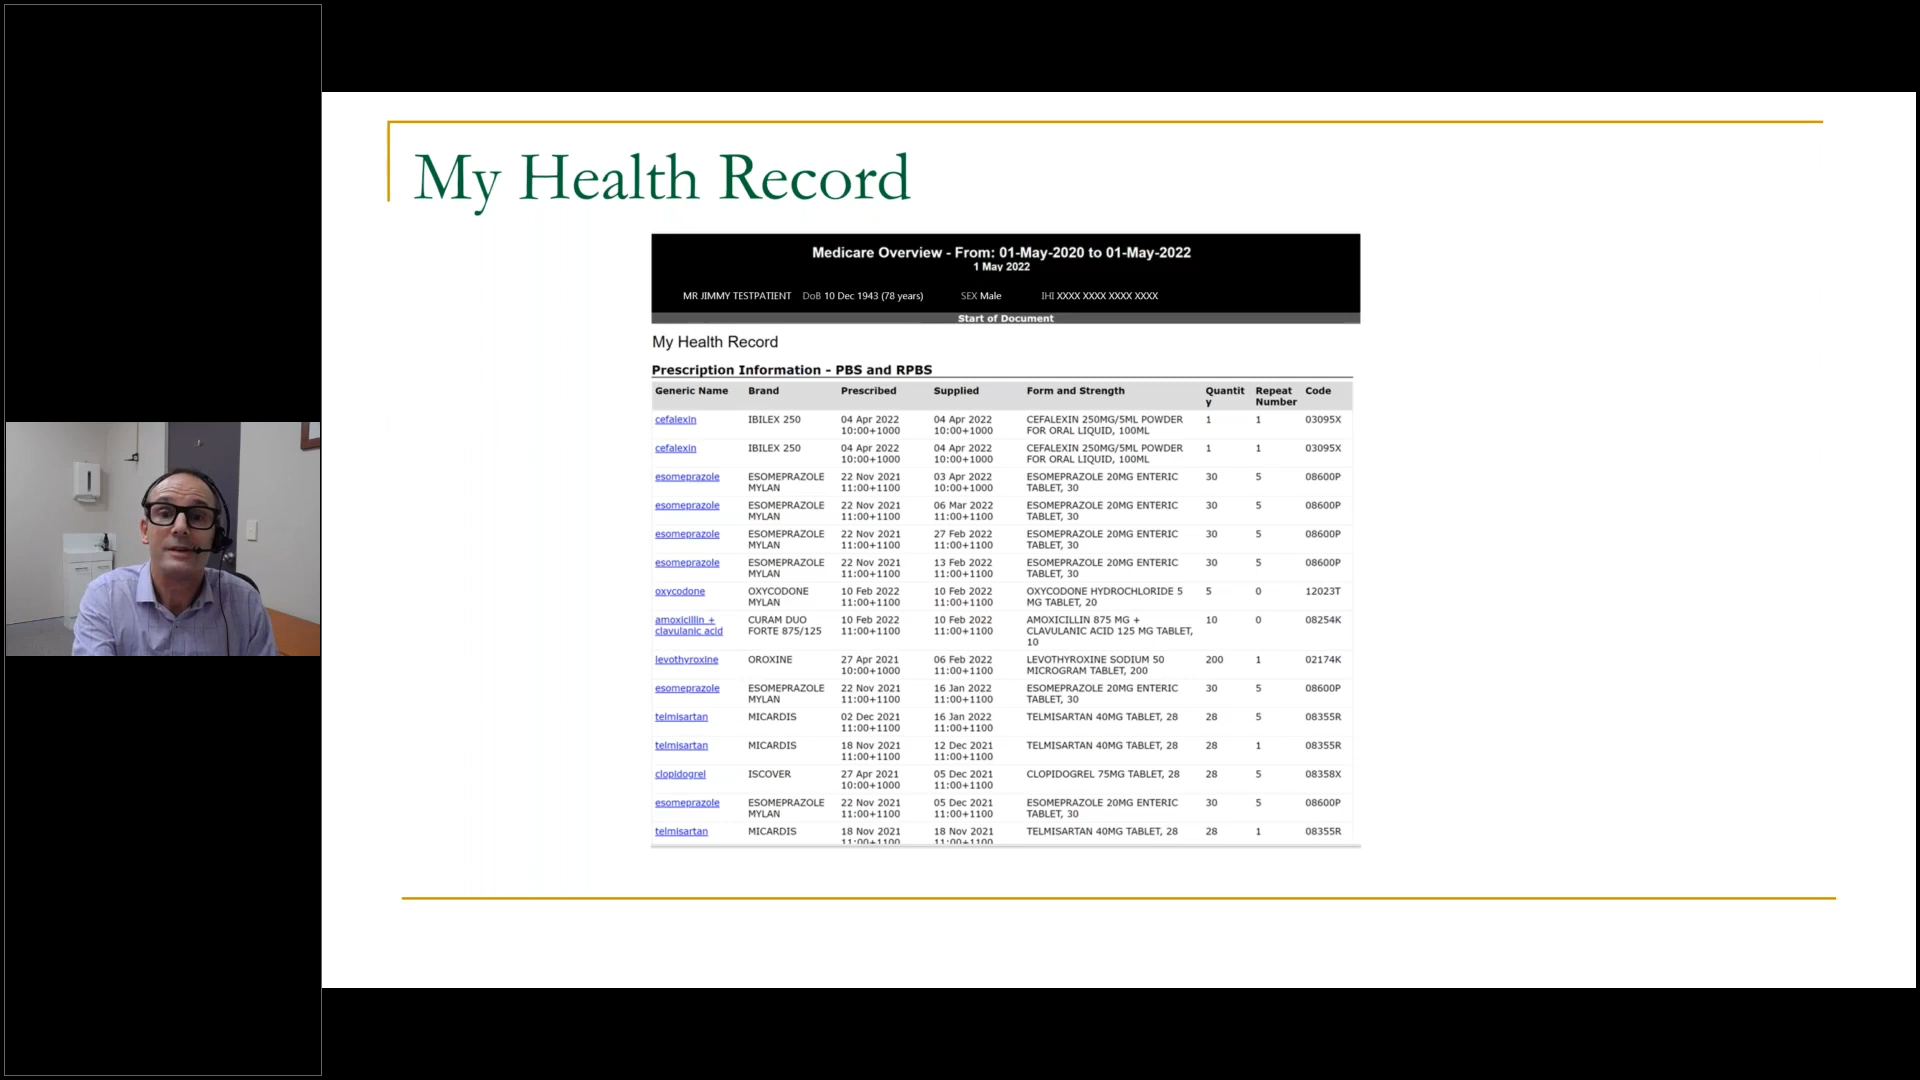 My Health Record
Medicare Overview - From: 01-May-2020 to 01-May-2022
1 May 2022
MR JIMMY TESTPATIENT DoB 10 Dec 1943 (78 years) SEX Male IHI XXXX XXXX XXXX XXXX
Start of Document
My Health Record
Prescription Information - PBS and RPBS
Generic Name Brand Prescribed Supplied Form and Strength Quantit Repeat Code
y Number
cefalexin IBILEX 250 04 Apr 2022 04 Apr 2022 CEFALEXIN 250MG/5ML POWDER 1 1 03095X
10:00+1000 10:00+1000 FOR ORAL LIQUID, 100ML
cefalexin IBILEX 250 04 Apr 2022 04 Apr 2022 CEFALEXIN 250MG/5ML POWDER 1 1 03095X
10:00+1000 10:00+1000 FOR ORAL LIQUID, 100ML
esomeprazole ESOMEPRAZOLE 22 Nov 2021 03 Apr 2022 ESOMEPRAZOLE 20MG ENTERIC 30 5 08600P
MYLAN 11:00+1100 10:00+1000 TABLET, 30
esomeprazole ESOMEPRAZOLE 22 Nov 2021 06 Mar 2022 ESOMEPRAZOLE 20MG ENTERIC 30 5 08600P
MYLAN 11:00+1100 11:00+1100 TABLET, 30
esomeprazole ESOMEPRAZOLE 22 Nov 2021 27 Feb 2022 ESOMEPRAZOLE 20MG ENTERIC 30 5 08600P
MYLAN 11:00+1100 11:00+1100 TABLET, 30
esomeprazole ESOMEPRAZOLE 22 Nov 2021 13 Feb 2022 ESOMEPRAZOLE 20MG ENTERIC 30 5 08600P
MYLAN 11:00+1100 11:00+1100 TABLET, 30
oxycodone OXYCODONE 10 Feb 2022 10 Feb 2022 OXYCODONE HYDROCHLORIDE 5 5 0 12023T
MYLAN 11:00+1100 11:00+1100 MG TABLET, 20
amoxicillin + CURAM DUO 10 Feb 2022 10 Feb 2022 AMOXICILLIN 875 MG + 10 0 08254K
clavulanic acid FORTE 875/125 11:00+1100 11:00+1100 CLAVULANIC ACID 125 MG TABLET,
10
levothyroxine OROXINE 27 Apr 2021 06 Feb 2022 LEVOTHYROXINE SODIUM 50 200 1 02174K
10:00+1000 11:00+1100 MICROGRAM TABLET, 200
esomeprazole ESOMEPRAZOLE 22 Nov 2021 16 Jan 2022 ESOMEPRAZOLE 20MG ENTERIC 30 5 08600P
MYLAN 11:00+1100 11:00+1100 TABLET, 30
telmisartan MICARDIS 02 Dec 2021 16 Jan 2022 TELMISARTAN 40MG TABLET, 28 28 5 08355R
11:00+1100 11:00+1100
telmisartan MICARDIS 18 Nov 2021 12 Dec 2021 TELMISARTAN 40MG TABLET, 28 28 1 08355R
11:00+1100 11:00+1100
clopidogrel ISCOVER 27 Apr 2021 05 Dec 2021 CLOPIDOGREL 75MG TABLET, 28 28 5 08358X
10:00+1000 11:00+1100
esomeprazole ESOMEPRAZOLE 22 Nov 2021 05 Dec 2021 ESOMEPRAZOLE 20MG ENTERIC 30 5 08600P
MYLAN 11:00+1100 11:00+1100 TABLET, 30
telmisartan MICARDIS 18 Nov 2021 18 Nov 2021 TELMISARTAN 40MG TABLET, 28 28 1 08355R
11:00+1100 11:00+1100